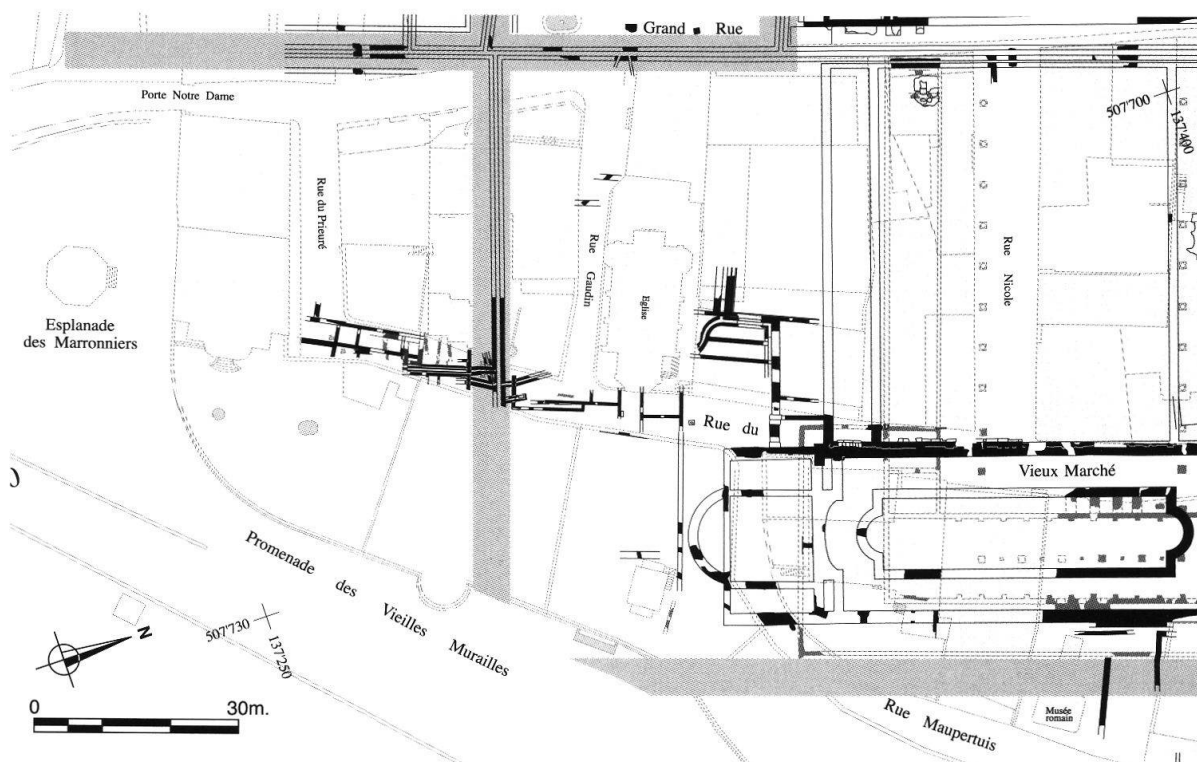 Grand Rue
Porte Notre Dame
507'700
137'400
Rue du Prieuré
Rue Gaudin
Eglise
Rue Nicole
Esplanade
des Marronniers
Rue du
Vieux Marché
Promenade des Vieilles Murailles
507'730
137'250
N
0 30m.
Rue Maupertuis
Musée
romain